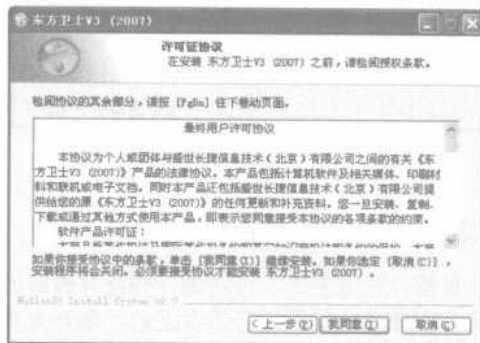 东方卫士V3 (2007)
许可证协议
在安装 东方卫士V3 (2007) 之前，请检阅授权条款。
检阅协议的其余部分，请按 [PgDn] 往下卷动页面。
最终用户许可协议
本协议为个人或团体与盛世长捷信息技术（北京）有限公司之间的有关《东
方卫士V3（2007）》产品的法律协议。本产品包括计算机软件及相关媒体、印刷材
料和联机或电子文档。同时本产品还包括盛世长捷信息技术（北京）有限公司提
供给您的原《东方卫士V3（2007）》的任何更新和补充资料。您一旦安装、复制、
下载或通过其他方式使用本产品，即表示您同意接受本协议的各项条款的约束。
软件产品许可证：
如果你接受协议中的条款，单击 [我同意(I)] 继续安装。如果你选定 [取消(C)] ，
安装程序将会关闭。必须要接受协议才能安装 东方卫士V3 (2007) 。
Nullsoft Install System
< 上一步(P)
我同意(I)
取消(C)